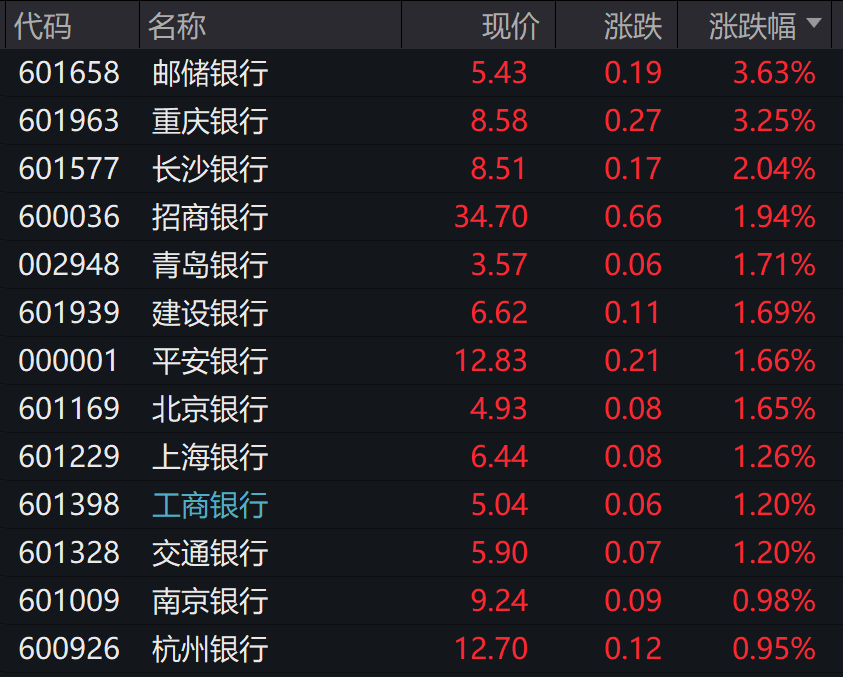 代码 名称 现价 涨跌 涨跌幅
601658 邮储银行 5.43 0.19 3.63%
601963 重庆银行 8.58 0.27 3.25%
601577 长沙银行 8.51 0.17 2.04%
600036 招商银行 34.70 0.66 1.94%
002948 青岛银行 3.57 0.06 1.71%
601939 建设银行 6.62 0.11 1.69%
000001 平安银行 12.83 0.21 1.66%
601169 北京银行 4.93 0.08 1.65%
601229 上海银行 6.44 0.08 1.26%
601398 工商银行 5.04 0.06 1.20%
601328 交通银行 5.90 0.07 1.20%
601009 南京银行 9.24 0.09 0.98%
600926 杭州银行 12.70 0.12 0.95%